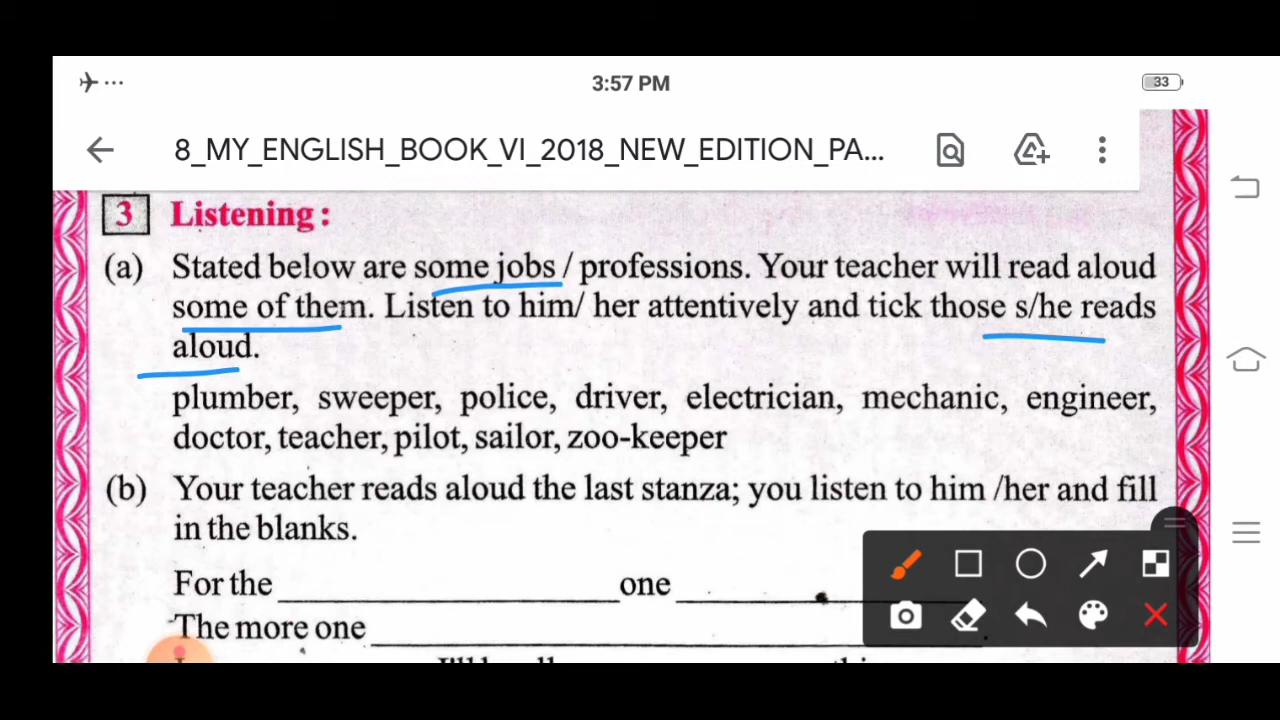 3:57 PM
33
8_MY_ENGLISH_BOOK_VI_2018_NEW_EDITION_PA...
3 Listening :
(a) Stated below are some jobs / professions. Your teacher will read aloud
some of them. Listen to him/ her attentively and tick those s/he reads
aloud.
plumber, sweeper, police, driver, electrician, mechanic, engineer,
doctor, teacher, pilot, sailor, zoo-keeper
(b) Your teacher reads aloud the last stanza; you listen to him /her and fill
in the blanks.
For the ____ one ____
The more one ____